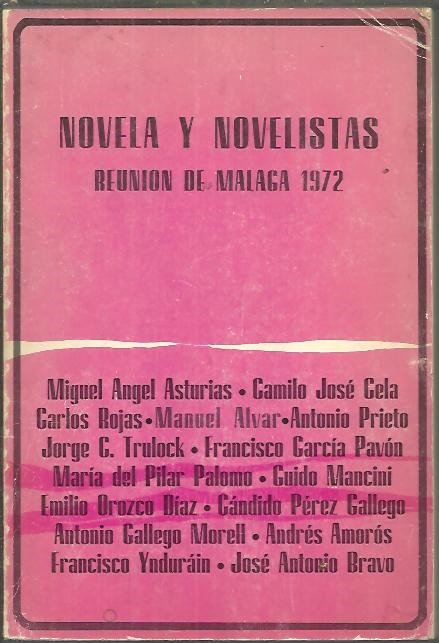 NOVELA Y NOVELISTAS
REUNION DE MALAGA 1972
Miguel Angel Asturias • Camilo José Cela
Carlos Rojas • Manuel Alvar • Antonio Prieto
Jorge C. Trulock • Francisco García Pavón
María del Pilar Palomo • Guido Mancini
Emilio Orozco Díaz • Cándido Pérez Gallego
Antonio Gallego Morell • Andrés Amorós
Francisco Ynduráin • José Antonio Bravo